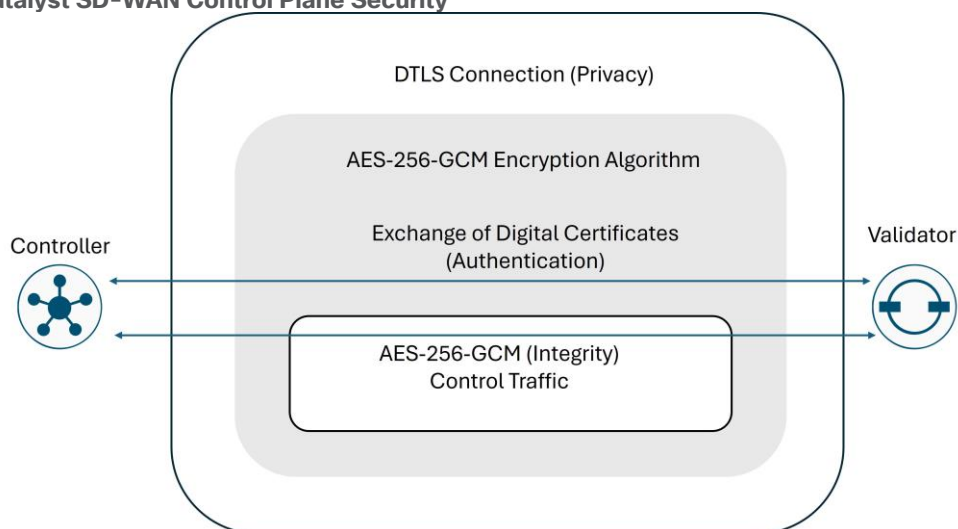 SD-WAN Control Plane Security
DTLS Connection (Privacy)
AES-256-GCM Encryption Algorithm
Exchange of Digital Certificates
(Authentication)
Controller
Validator
AES-256-GCM (Integrity)
Control Traffic